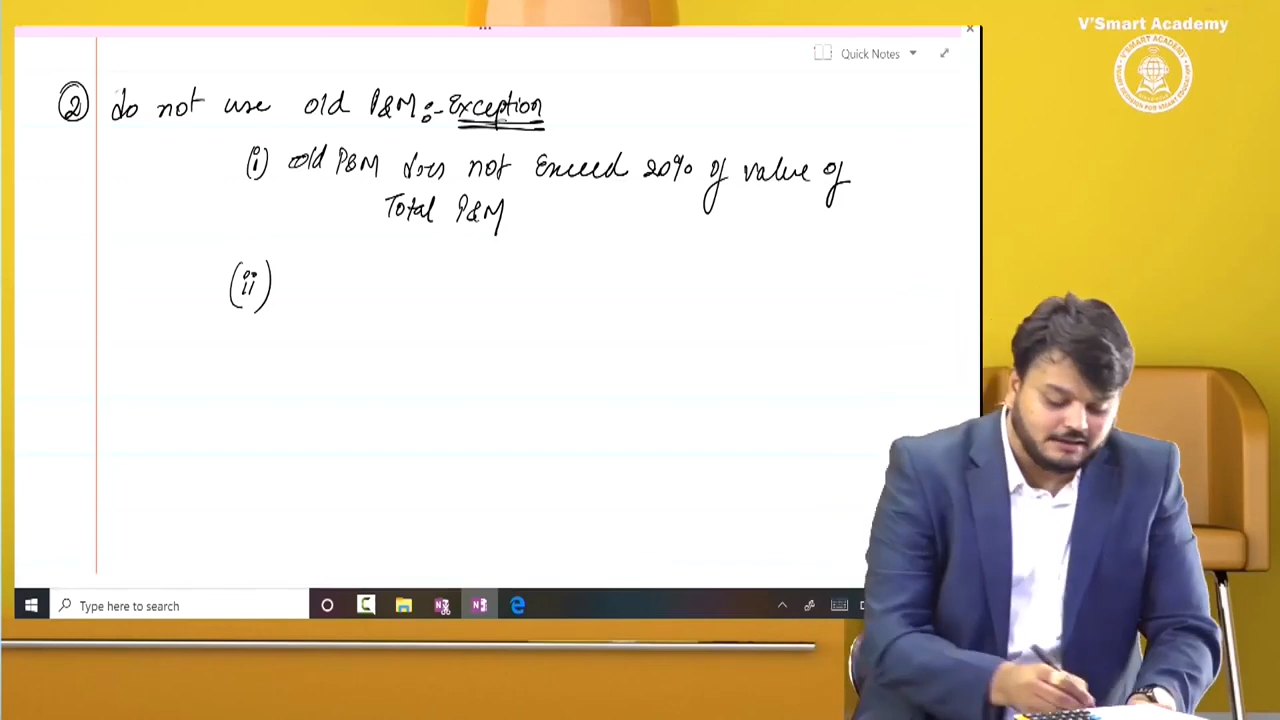 V'Smart Academy
Quick Notes
② do not use old P&M:- Exception
(i) old P&M does not Exceed 20% of value of
Total P&M
(ii)
Type here to search